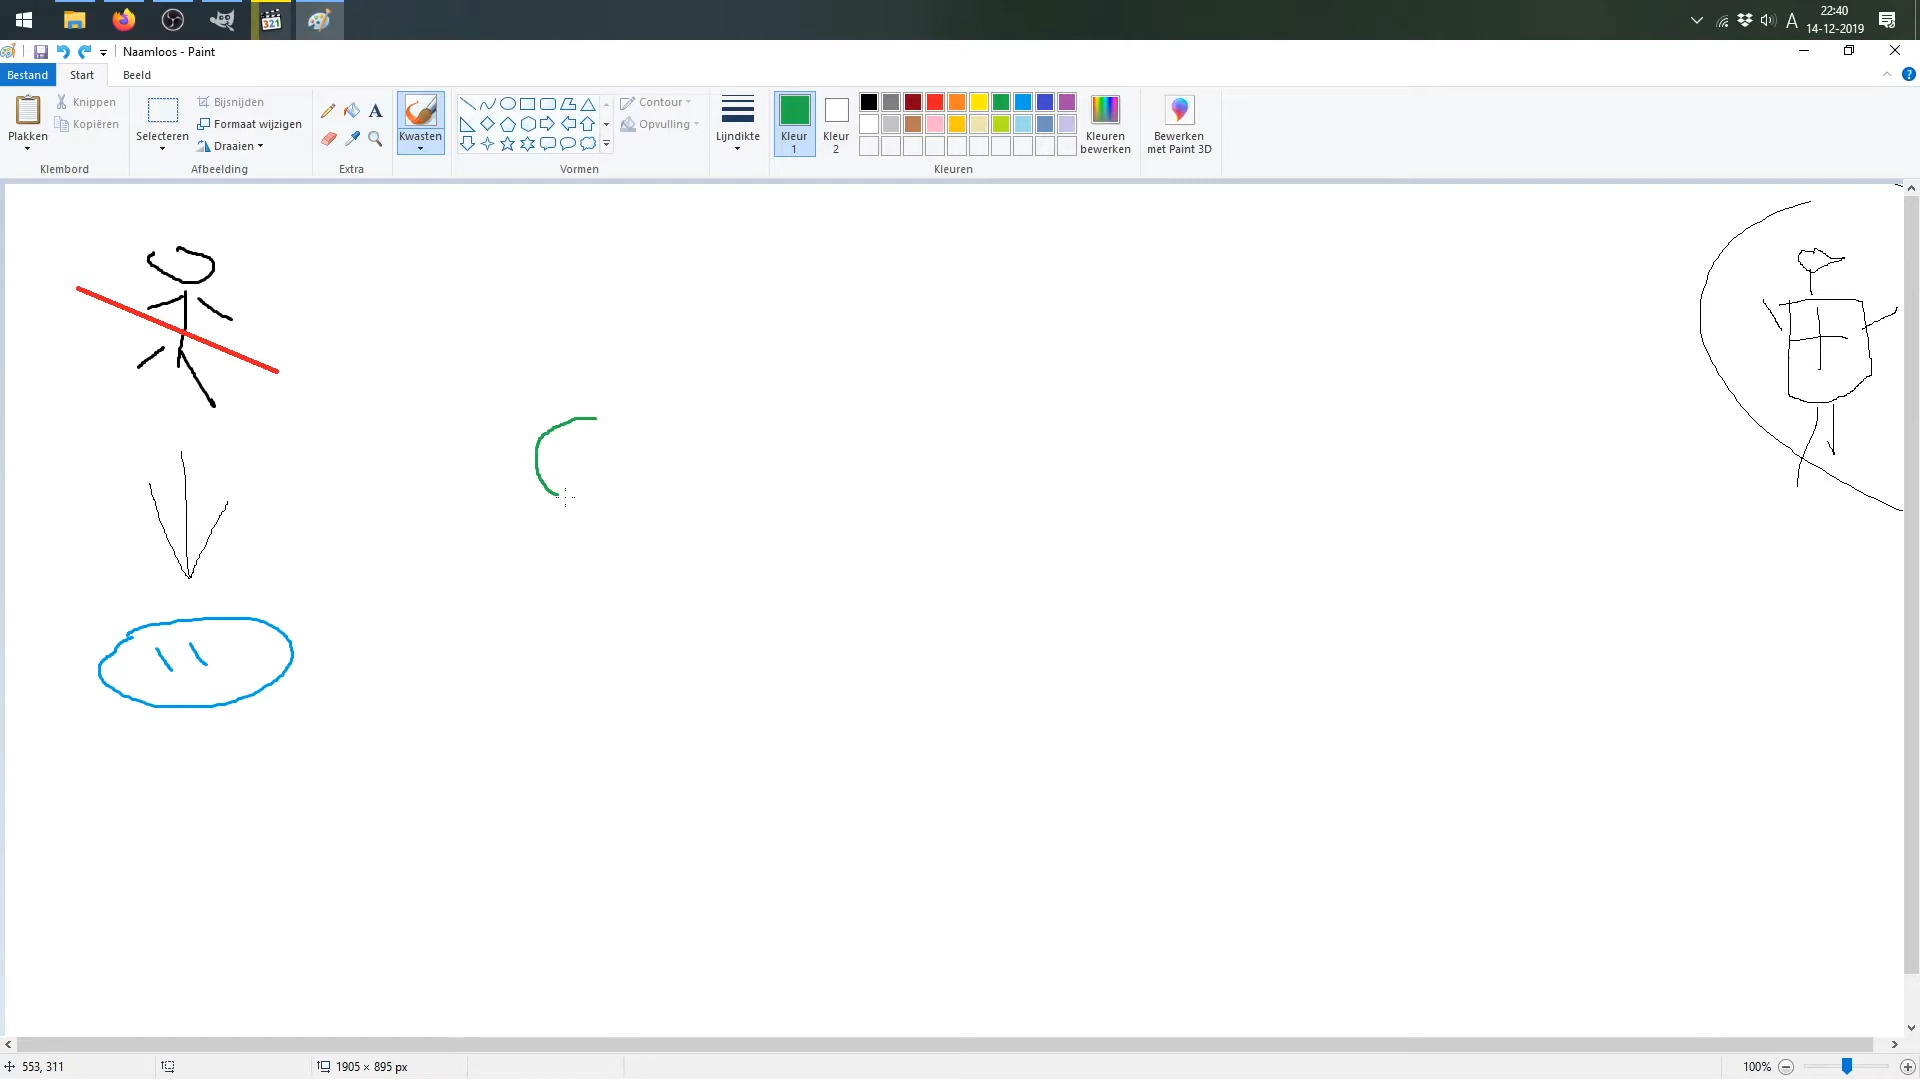 321
A
22:40
14-12-2019
Naamloos - Paint
Bestand
Start
Beeld
?
Plakken
Knippen
Kopiëren
Klembord
Selecteren
Bijsnijden
Formaat wijzigen
Draaien
Afbeelding
A
Extra
Kwasten
Contour
Opvulling
Vormen
Lijndikte
Kleur
1
Kleur
2
Kleuren
bewerken
Kleuren
Bewerken
met Paint 3D
553, 311
1905 × 895 px
100%